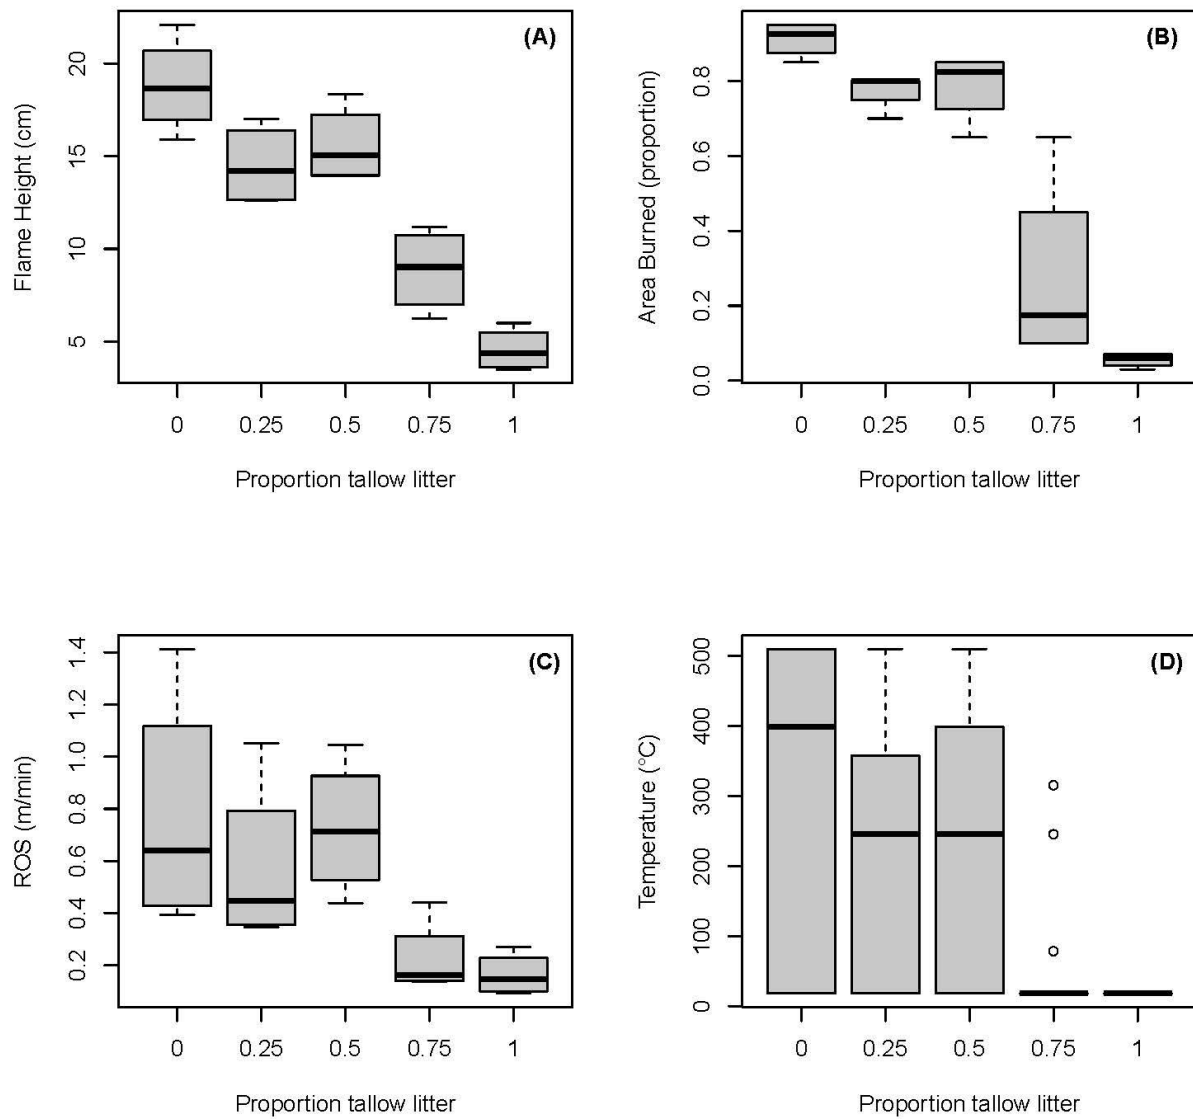 (A)
Flame Height (cm)
20
15
10
5
0 0.25 0.5 0.75 1
Proportion tallow litter
(B)
Area Burned (proportion)
0.8
0.6
0.4
0.2
0.0
0 0.25 0.5 0.75 1
Proportion tallow litter
(C)
ROS (m/min)
1.4
1.2
1.0
0.8
0.6
0.4
0.2
0 0.25 0.5 0.75 1
Proportion tallow litter
(D)
Temperature (°C)
500
400
300
200
100
0
0 0.25 0.5 0.75 1
Proportion tallow litter